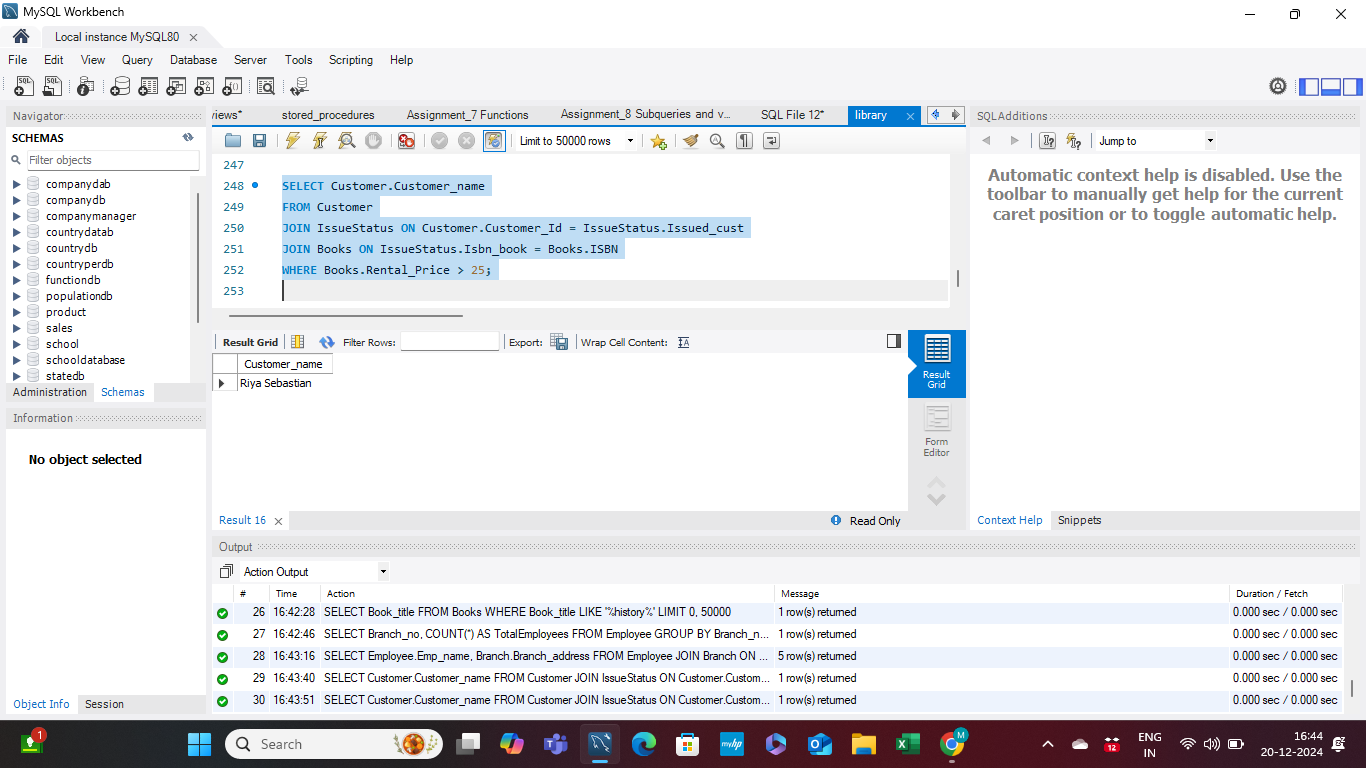 MySQL Workbench
Local instance MySQL80
File Edit View Query Database Server Tools Scripting Help
Navigator
SCHEMAS
Filter objects
companydab
companydb
companymanager
countrydatab
countrydb
countryperdb
functiondb
populationdb
product
sales
school
schooldatabase
statedb
Administration Schemas
Information
No object selected
Object Info Session
views* stored_procedures Assignment_7 Functions Assignment_8 Subqueries and v... SQL File 12* library
Limit to 50000 rows
247
248 SELECT Customer.Customer_name
249 FROM Customer
250 JOIN IssueStatus ON Customer.Customer_Id = IssueStatus.Issued_cust
251 JOIN Books ON IssueStatus.Isbn_book = Books.ISBN
252 WHERE Books.Rental_Price > 25;
253
Result Grid Filter Rows: Export: Wrap Cell Content:
Customer_name
Riya Sebastian
Result Grid
Form Editor
Result 16 Read Only
SQLAdditions
Jump to
Automatic context help is disabled. Use the
toolbar to manually get help for the current
caret position or to toggle automatic help.
Context Help Snippets
Output
Action Output
# Time Action Message Duration / Fetch
26 16:42:28 SELECT Book_title FROM Books WHERE Book_title LIKE '%history%' LIMIT 0, 50000 1 row(s) returned 0.000 sec / 0.000 sec
27 16:42:46 SELECT Branch_no, COUNT(*) AS TotalEmployees FROM Employee GROUP BY Branch_n... 1 row(s) returned 0.000 sec / 0.000 sec
28 16:43:16 SELECT Employee.Emp_name, Branch.Branch_address FROM Employee JOIN Branch ON ... 5 row(s) returned 0.000 sec / 0.000 sec
29 16:43:40 SELECT Customer.Customer_name FROM Customer JOIN IssueStatus ON Customer.Custom... 1 row(s) returned 0.000 sec / 0.000 sec
30 16:43:51 SELECT Customer.Customer_name FROM Customer JOIN IssueStatus ON Customer.Custom... 1 row(s) returned 0.000 sec / 0.000 sec
1
Search
myhp
M
12
ENG
IN
16:44
20-12-2024